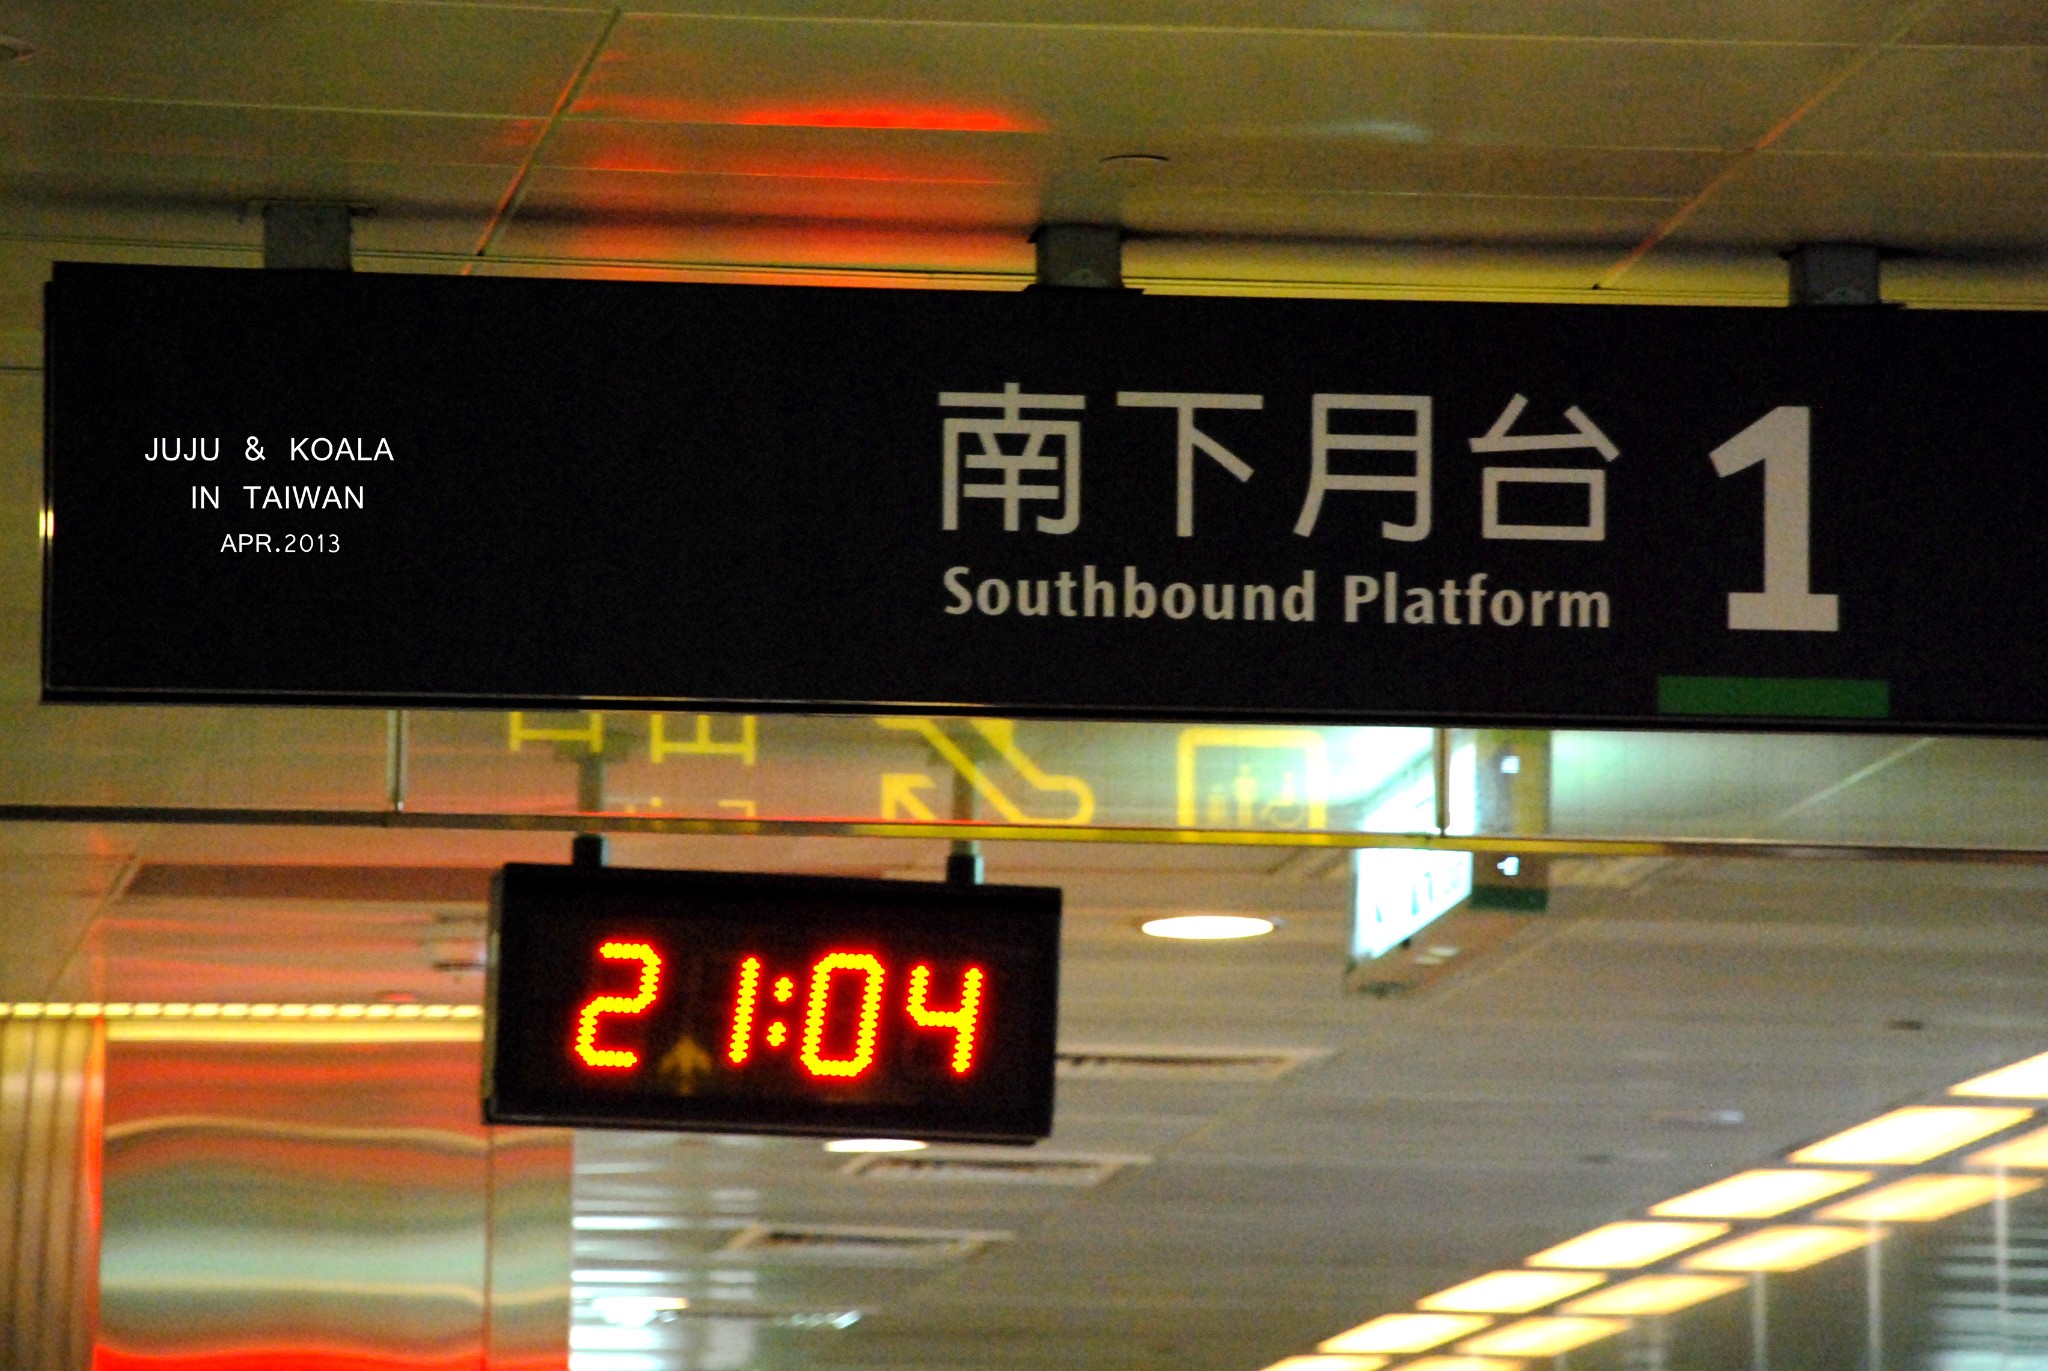 JUJU & KOALA
IN TAIWAN
APR.2013
南下月台 1
Southbound Platform
21:04